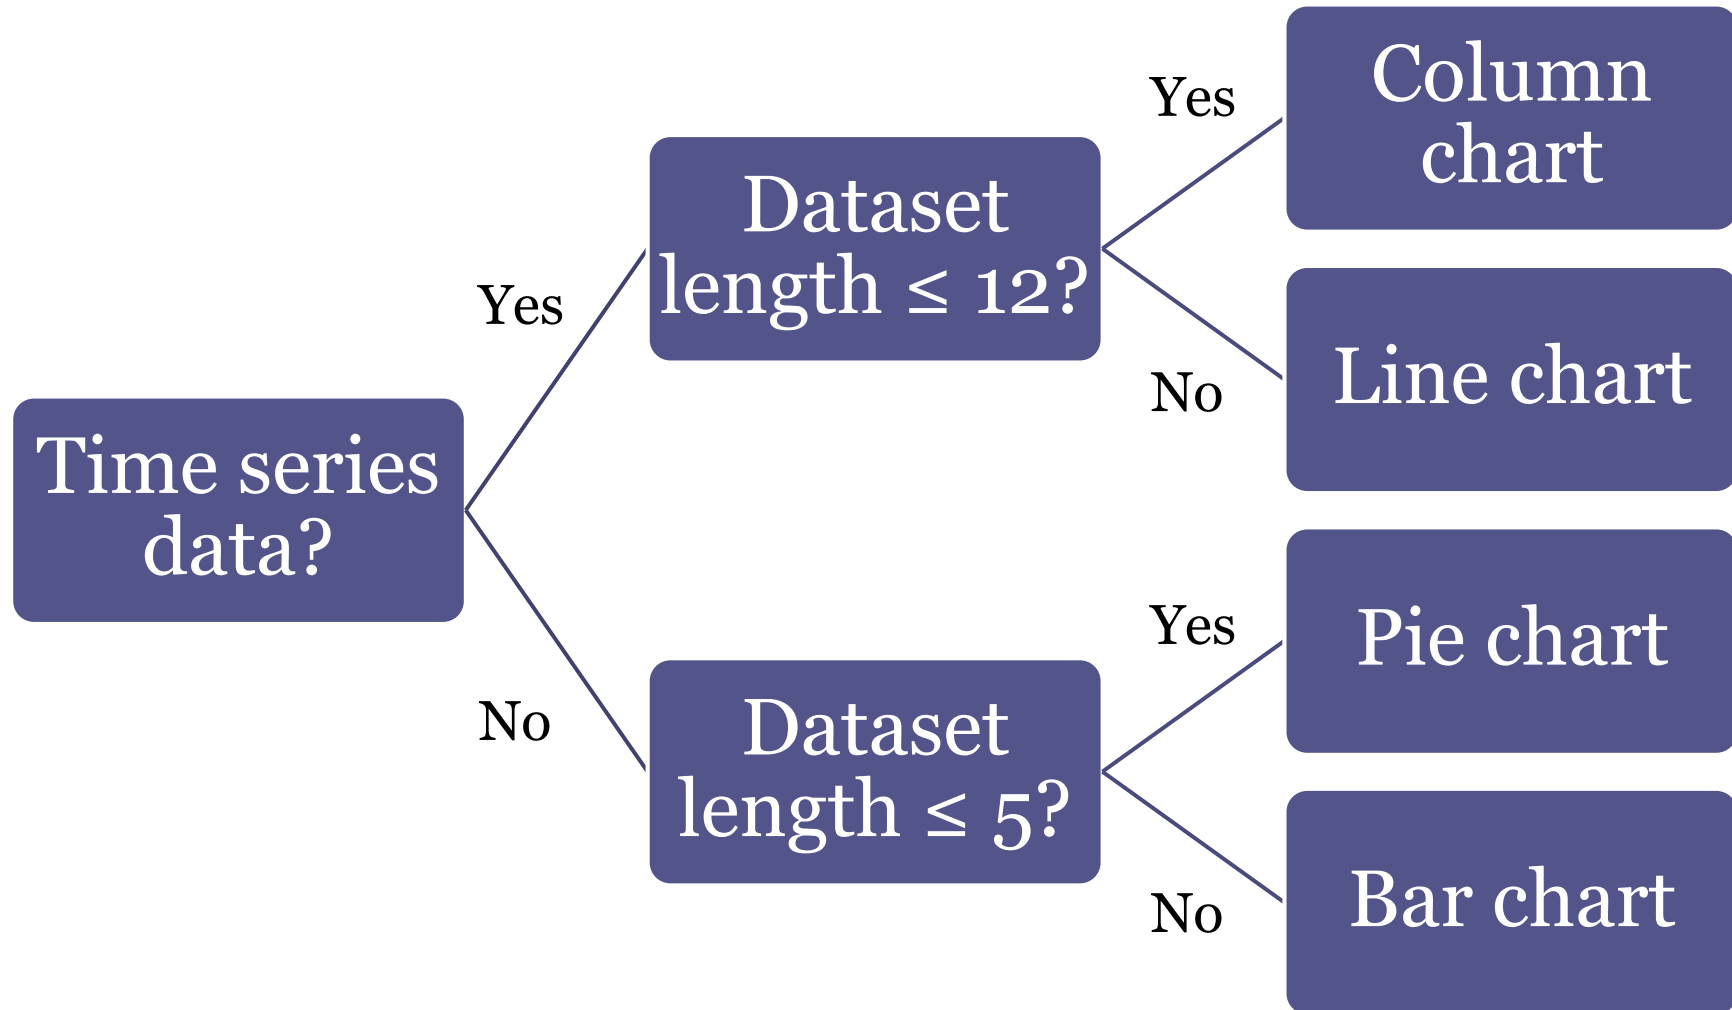 Time series
data?
Yes
No
Dataset
length ≤ 12?
Dataset
length ≤ 5?
Yes
No
Yes
No
Column
chart
Line chart
Pie chart
Bar chart